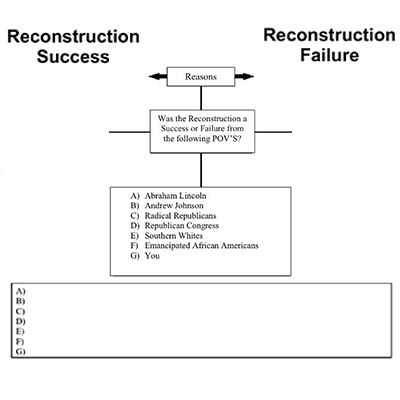 Reconstruction
Success
Reconstruction
Failure
Reasons
Was the Reconstruction a
Success or Failure from
the following POV'S?
A) Abraham Lincoln
B) Andrew Johnson
C) Radical Republicans
D) Republican Congress
E) Southern Whites
F) Emancipated African Americans
G) You
A)
B)
C)
D)
E)
F)
G)